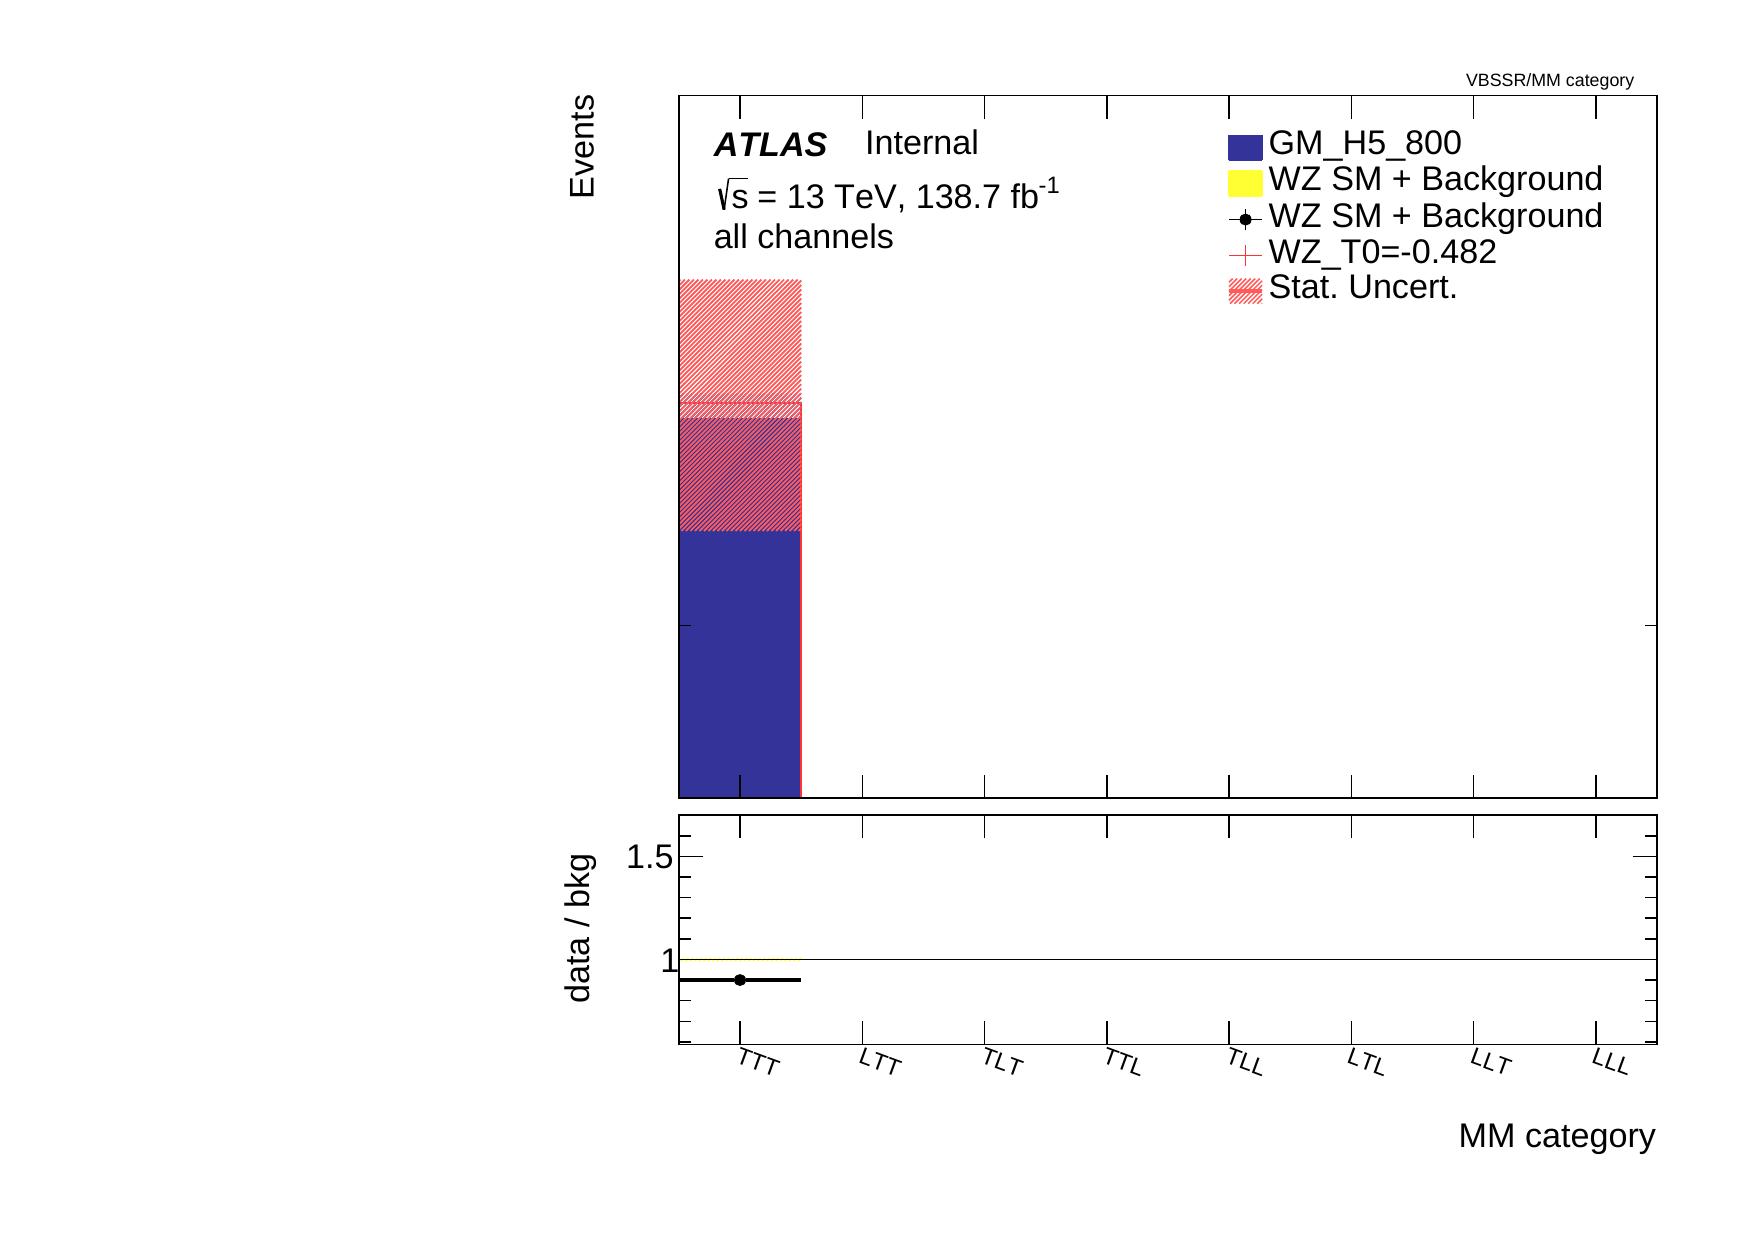 VBSSR/MM category
Events
ATLAS Internal
√s = 13 TeV, 138.7 fb-1
all channels
GM_H5_800
WZ SM + Background
WZ SM + Background
WZ_T0=-0.482
Stat. Uncert.
data / bkg
1.5
1
TTT LTT TLT TTL TLL LTL LLT LLL
MM category